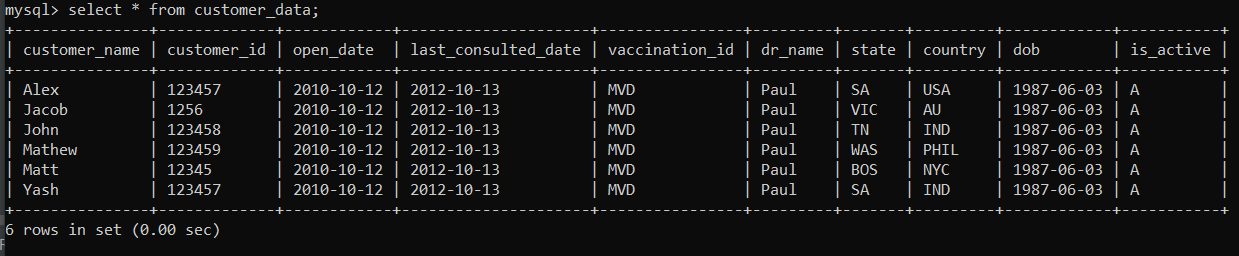 mysql> select * from customer_data;
+---------------+-------------+------------+---------------------+----------------+---------+-------+---------+------------+-----------+
| customer_name | customer_id | open_date  | last_consulted_date | vaccination_id | dr_name | state | country | dob        | is_active |
+---------------+-------------+------------+---------------------+----------------+---------+-------+---------+------------+-----------+
| Alex          | 123457      | 2010-10-12 | 2012-10-13          | MVD            | Paul    | SA    | USA     | 1987-06-03 | A         |
| Jacob         | 1256        | 2010-10-12 | 2012-10-13          | MVD            | Paul    | VIC   | AU      | 1987-06-03 | A         |
| John          | 123458      | 2010-10-12 | 2012-10-13          | MVD            | Paul    | TN    | IND     | 1987-06-03 | A         |
| Mathew        | 123459      | 2010-10-12 | 2012-10-13          | MVD            | Paul    | WAS   | PHIL    | 1987-06-03 | A         |
| Matt          | 12345       | 2010-10-12 | 2012-10-13          | MVD            | Paul    | BOS   | NYC     | 1987-06-03 | A         |
| Yash          | 123457      | 2010-10-12 | 2012-10-13          | MVD            | Paul    | SA    | IND     | 1987-06-03 | A         |
+---------------+-------------+------------+---------------------+----------------+---------+-------+---------+------------+-----------+
6 rows in set (0.00 sec)